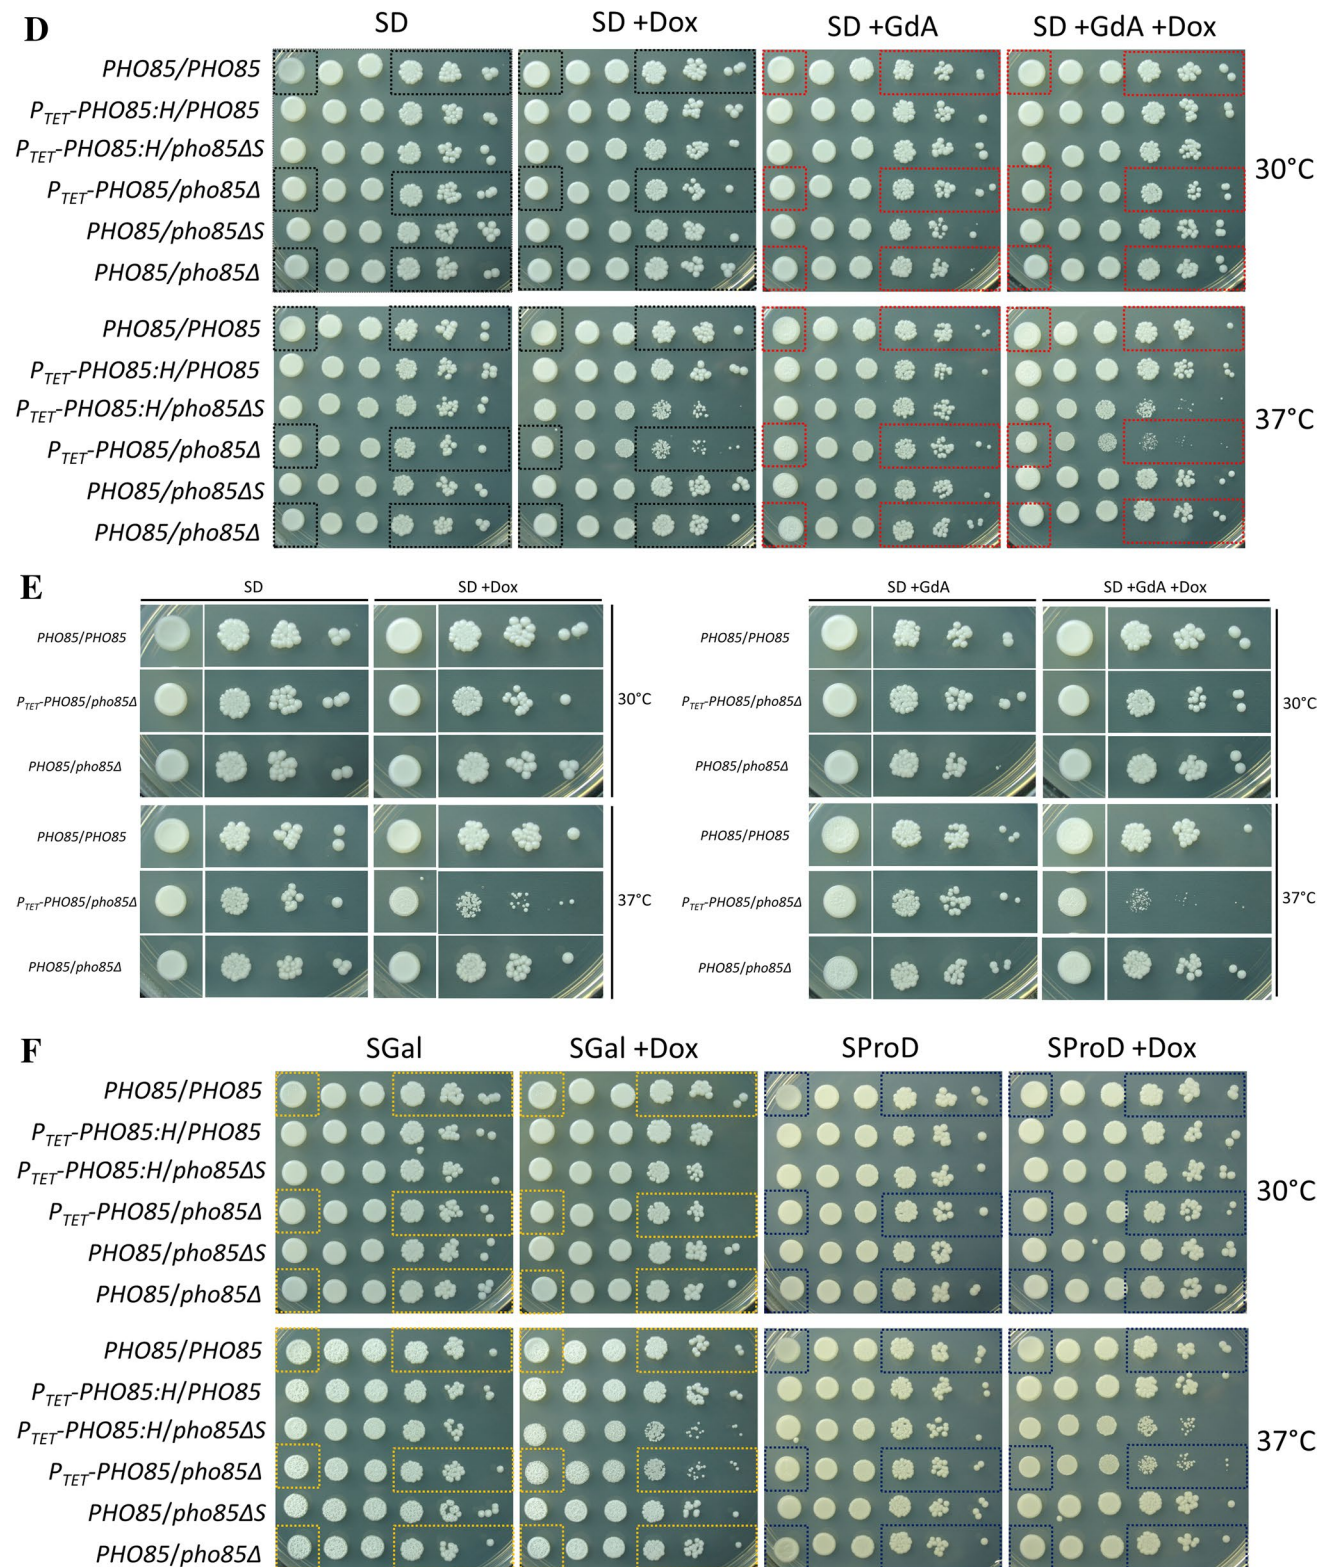 D
SD SD +Dox SD +GdA SD +GdA +Dox
PHO85/PHO85
PTET-PHO85:H/PHO85
PTET-PHO85:H/pho85ΔS
PTET-PHO85/pho85Δ
PHO85/pho85ΔS
PHO85/pho85Δ
30°C
PHO85/PHO85
PTET-PHO85:H/PHO85
PTET-PHO85:H/pho85ΔS
PTET-PHO85/pho85Δ
PHO85/pho85ΔS
PHO85/pho85Δ
37°C
E
SD SD +Dox
PHO85/PHO85
PTET-PHO85/pho85Δ
PHO85/pho85Δ
30°C
PHO85/PHO85
PTET-PHO85/pho85Δ
PHO85/pho85Δ
37°C
SD +GdA SD +GdA +Dox
PHO85/PHO85
PTET-PHO85/pho85Δ
PHO85/pho85Δ
30°C
PHO85/PHO85
PTET-PHO85/pho85Δ
PHO85/pho85Δ
37°C
F
SGal SGal +Dox SProD SProD +Dox
PHO85/PHO85
PTET-PHO85:H/PHO85
PTET-PHO85:H/pho85ΔS
PTET-PHO85/pho85Δ
PHO85/pho85ΔS
PHO85/pho85Δ
30°C
PHO85/PHO85
PTET-PHO85:H/PHO85
PTET-PHO85:H/pho85ΔS
PTET-PHO85/pho85Δ
PHO85/pho85ΔS
PHO85/pho85Δ
37°C